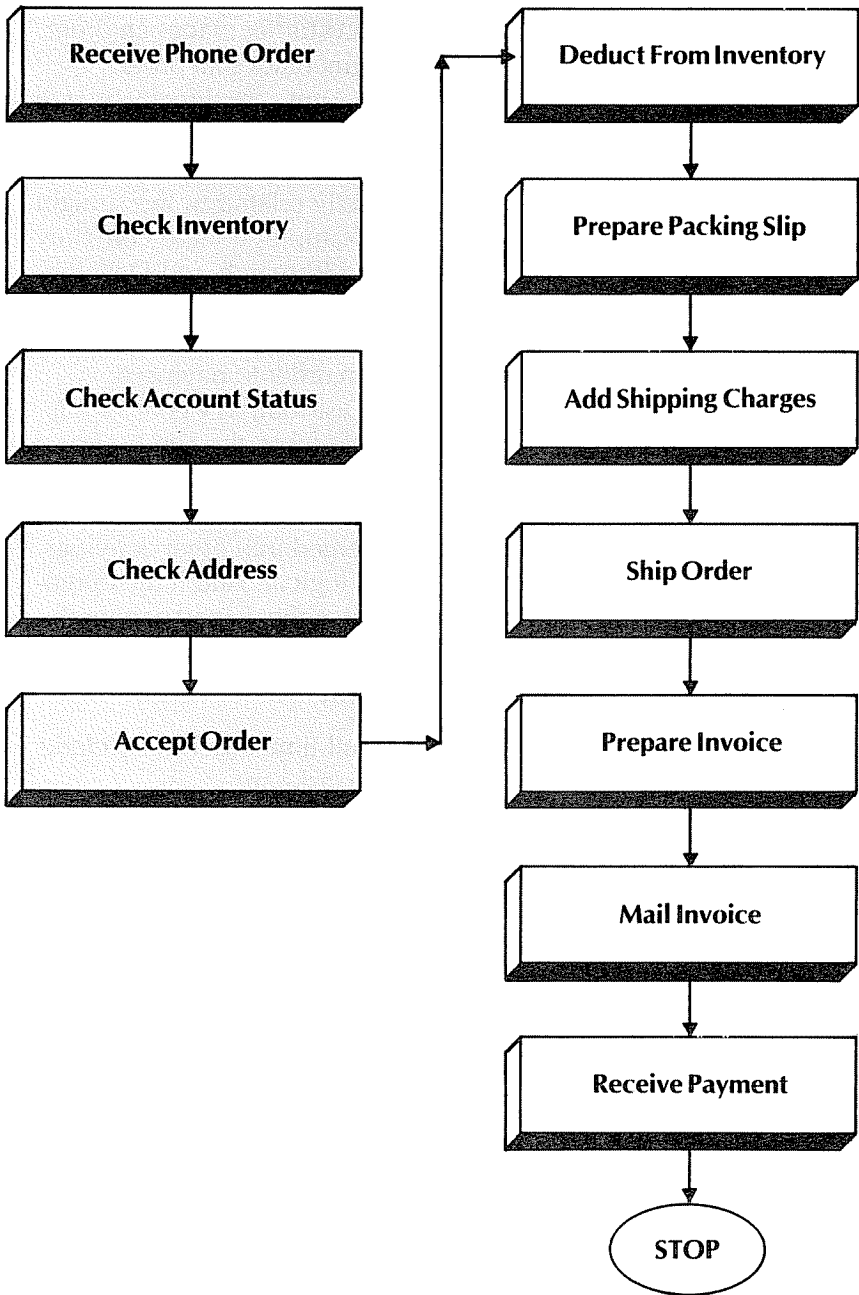 Receive Phone Order
Check Inventory
Check Account Status
Check Address
Accept Order
Deduct From Inventory
Prepare Packing Slip
Add Shipping Charges
Ship Order
Prepare Invoice
Mail Invoice
Receive Payment
STOP